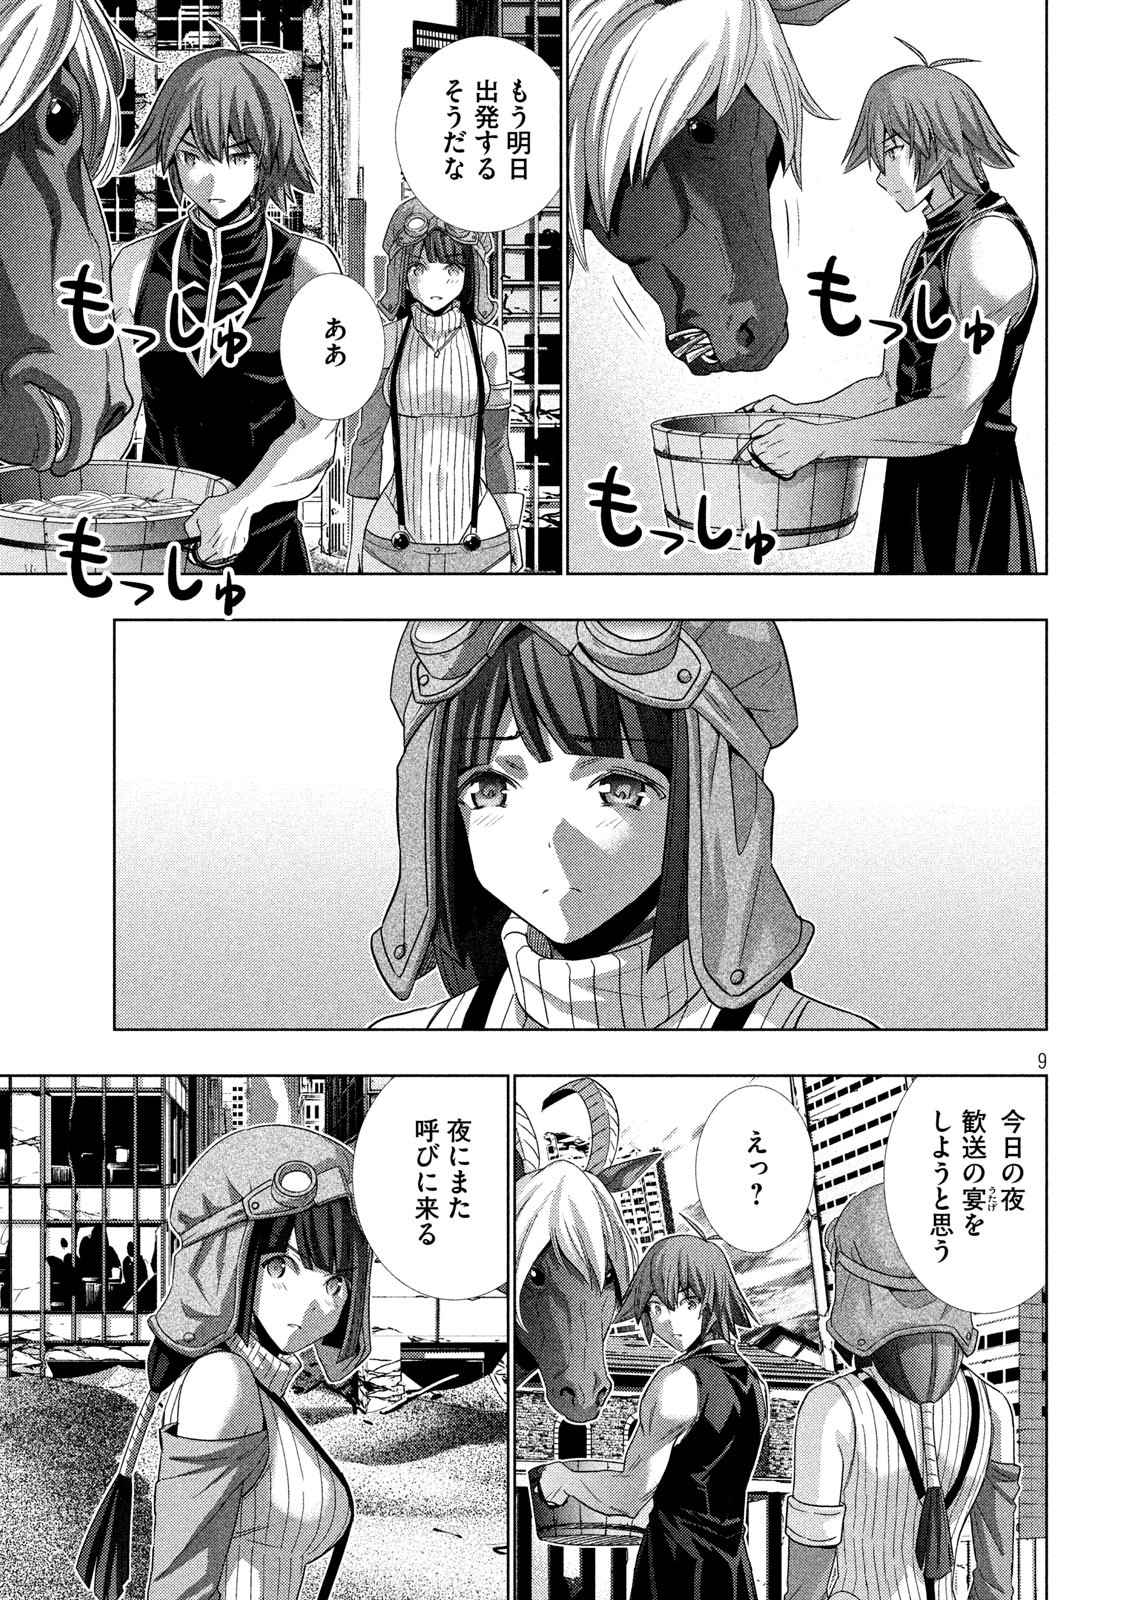 もっしゅ
もっしゅ
もう明日
出発する
そうだな
ああ
もっしゅ
もっしゅ
9
今日の夜
歓送の宴を
うたげ
しようと思う
えっ？
夜にまた
呼びに来る